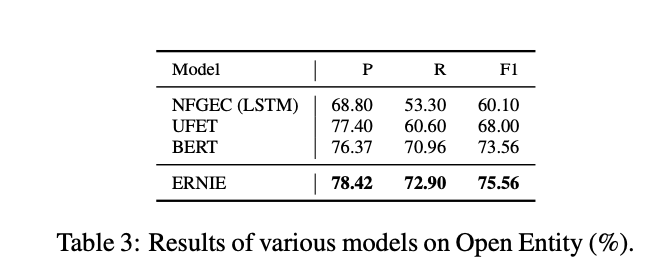 Model P R F1
NFGEC (LSTM) 68.80 53.30 60.10
UFET 77.40 60.60 68.00
BERT 76.37 70.96 73.56
ERNIE 78.42 72.90 75.56
Table 3: Results of various models on Open Entity (%).